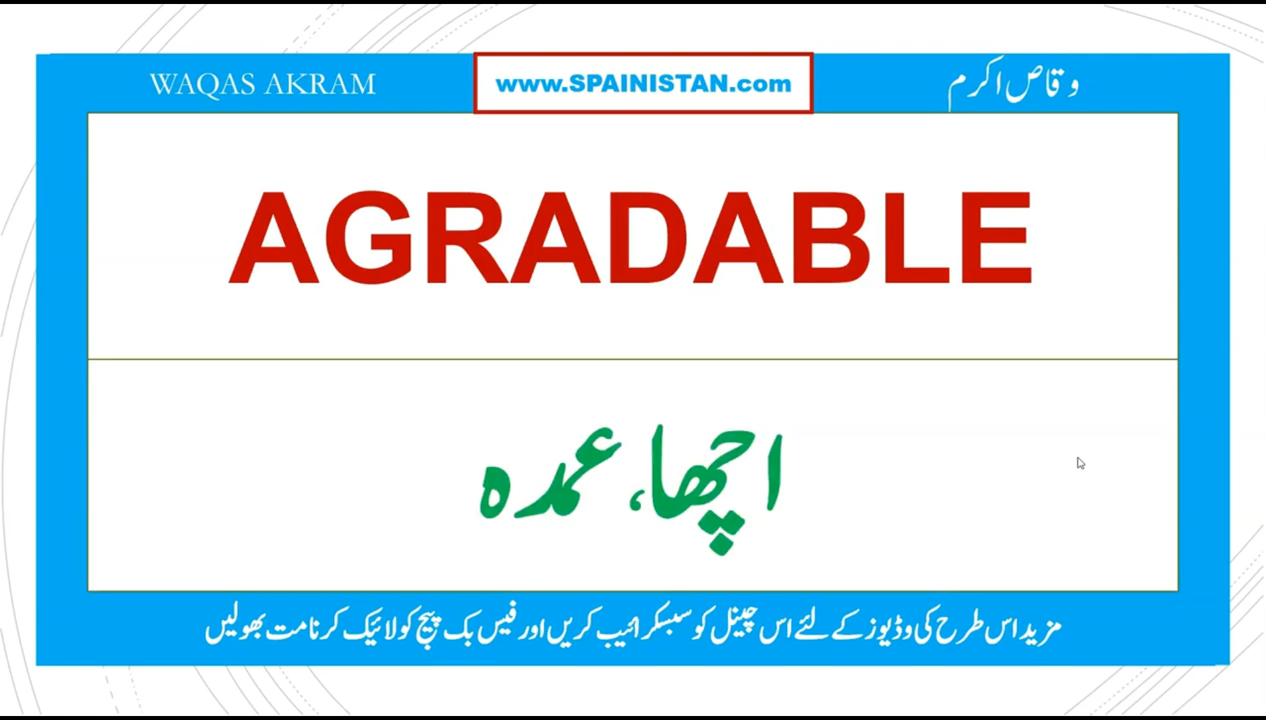 WAQAS AKRAM
www.SPAINISTAN.com
وقاص اکرم
AGRADABLE
اچھا، عمدہ
مزید اس طرح کی وڈیوز کے لئے اس چینل کو سبسکرائیب کریں اور فیس بک پیج کو لائیک کرنا مت بھولیں